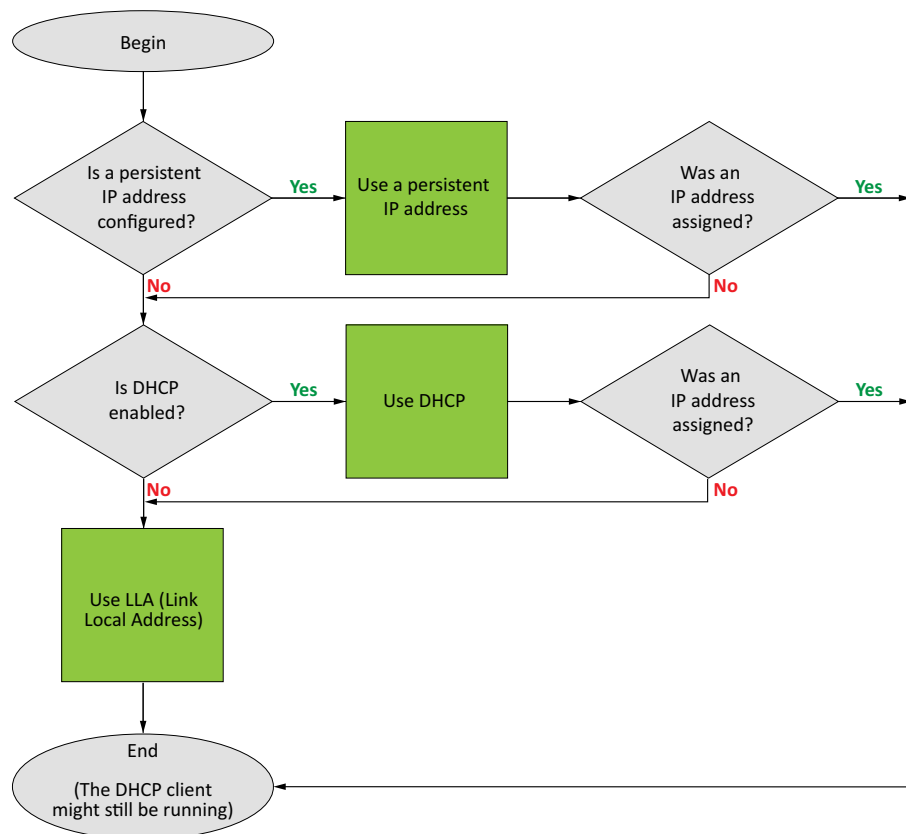 Begin
Is a persistent
IP address
configured?
Yes
Use a persistent
IP address
Was an
IP address
assigned?
Yes
No
No
Is DHCP
enabled?
Yes
Use DHCP
Was an
IP address
assigned?
Yes
No
No
Use LLA (Link
Local Address)
End
(The DHCP client
might still be running)